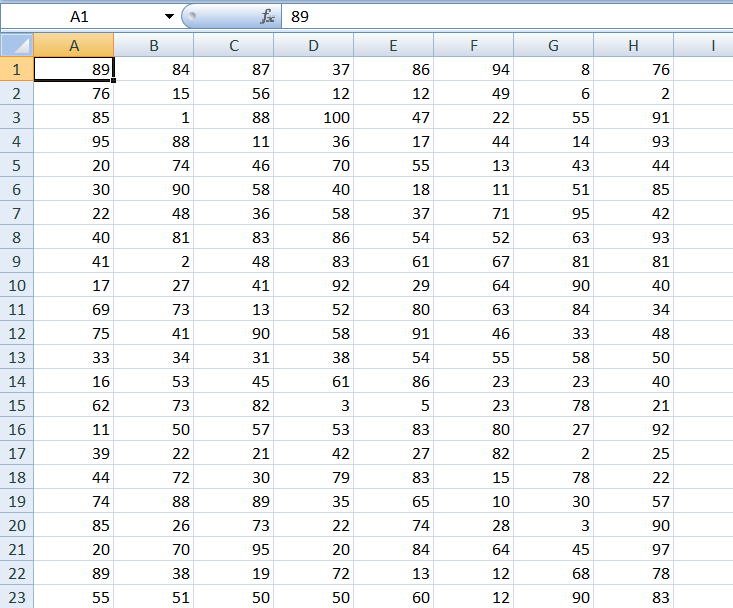 A1 fx 89
A B C D E F G H I
1 89 84 87 37 86 94 8 76
2 76 15 56 12 12 49 6 2
3 85 1 88 100 47 22 55 91
4 95 88 11 36 17 44 14 93
5 20 74 46 70 55 13 43 44
6 30 90 58 40 18 11 51 85
7 22 48 36 58 37 71 95 42
8 40 81 83 86 54 52 63 93
9 41 2 48 83 61 67 81 81
10 17 27 41 92 29 64 90 40
11 69 73 13 52 80 63 84 34
12 75 41 90 58 91 46 33 48
13 33 34 31 38 54 55 58 50
14 16 53 45 61 86 23 23 40
15 62 73 82 3 5 23 78 21
16 11 50 57 53 83 80 27 92
17 39 22 21 42 27 82 2 25
18 44 72 30 79 83 15 78 22
19 74 88 89 35 65 10 30 57
20 85 26 73 22 74 28 3 90
21 20 70 95 20 84 64 45 97
22 89 38 19 72 13 12 68 78
23 55 51 50 50 60 12 90 83